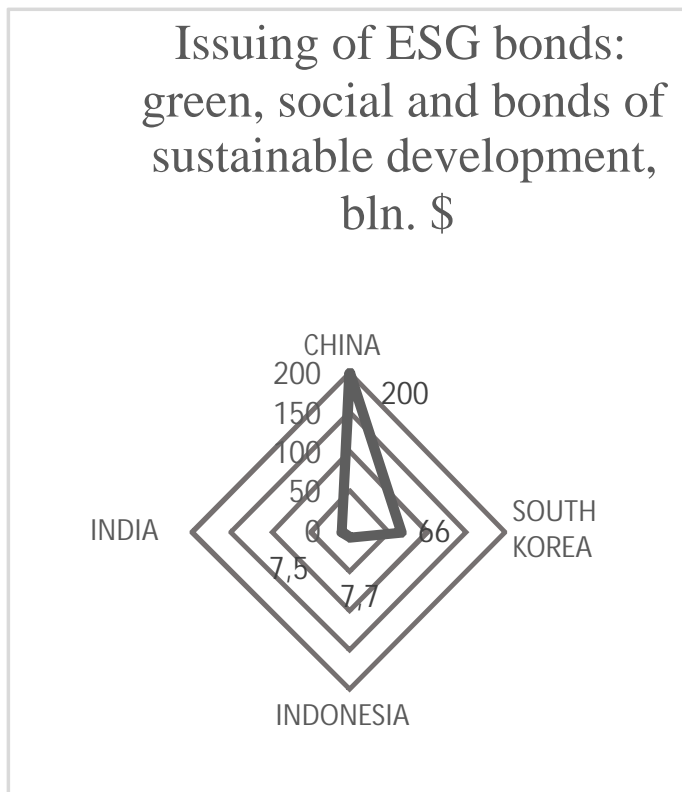 Issuing of ESG bonds:
green, social and bonds of
sustainable development,
bln. $
CHINA
200
200
150
100
50
0
INDIA
SOUTH
KOREA
66
7,5
7,7
INDONESIA